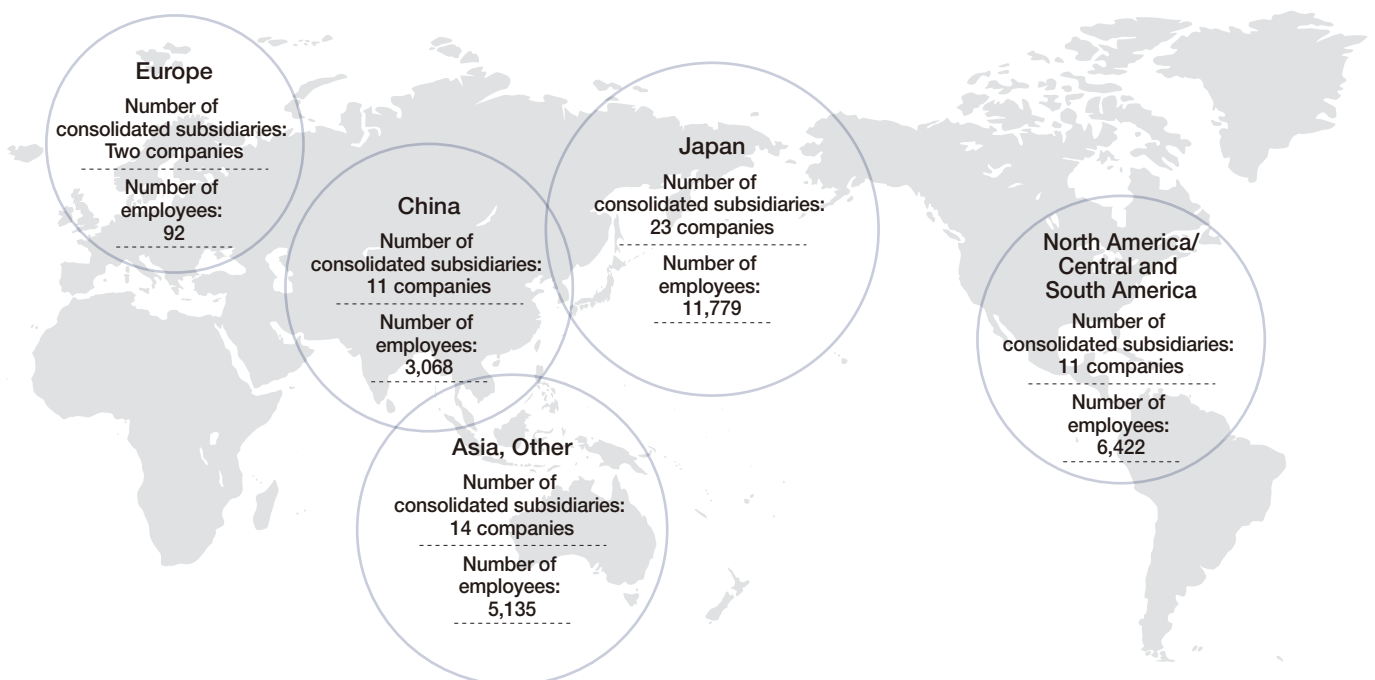 Europe
Number of
consolidated subsidiaries:
Two companies
Number of
employees:
92
China
Number of
consolidated subsidiaries:
11 companies
Number of
employees:
3,068
Japan
Number of
consolidated subsidiaries:
23 companies
Number of
employees:
11,779
North America/
Central and
South America
Number of
consolidated subsidiaries:
11 companies
Number of
employees:
6,422
Asia, Other
Number of
consolidated subsidiaries:
14 companies
Number of
employees:
5,135